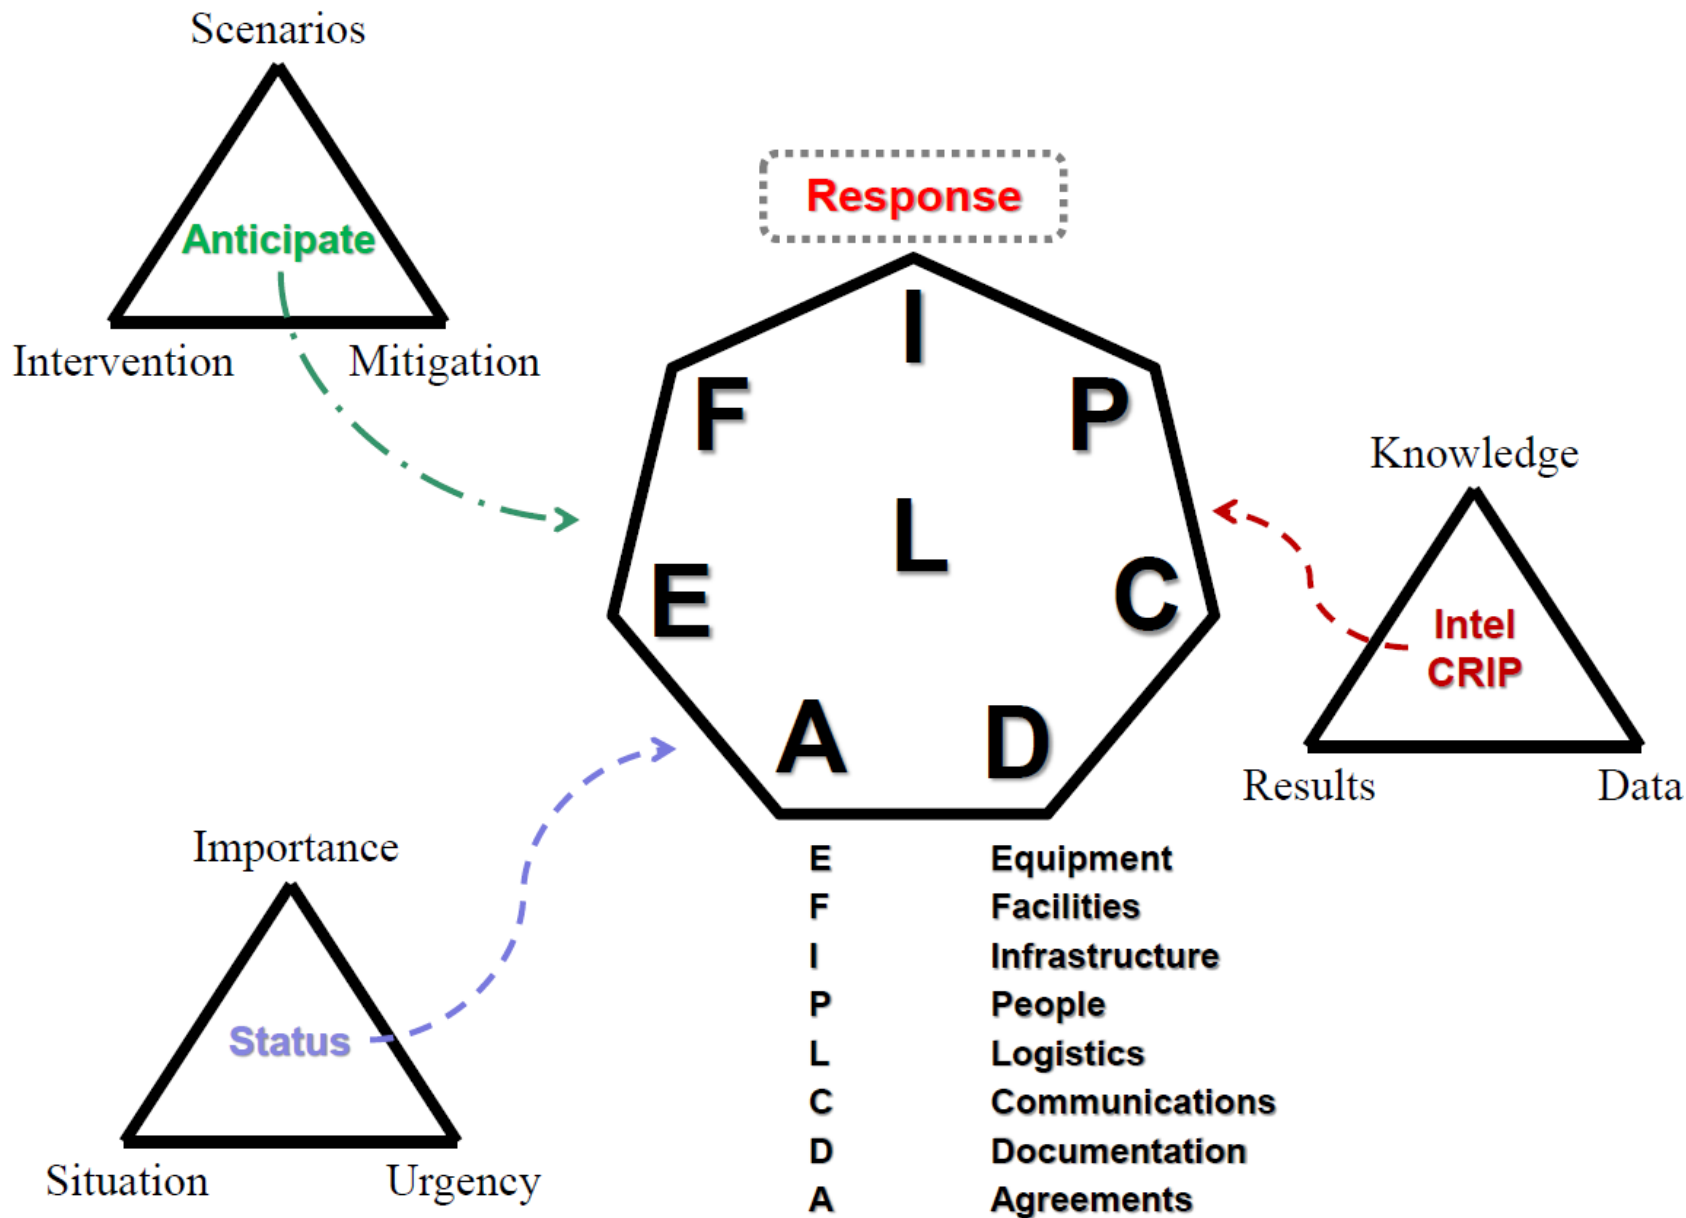 Scenarios
Anticipate
Intervention
Mitigation
Response
I
F
P
L
E
C
A
D
Knowledge
Intel
CRIP
Results
Data
Importance
Status
Situation
Urgency
E Equipment
F Facilities
I Infrastructure
P People
L Logistics
C Communications
D Documentation
A Agreements